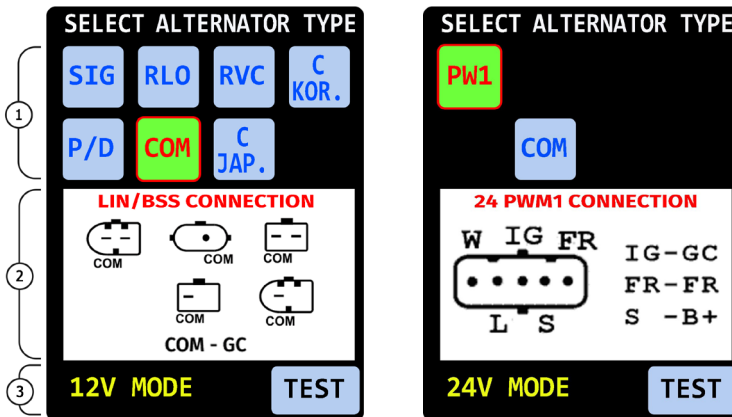 SELECT ALTERNATOR TYPE
SIG RLO RVC C KOR.
P/D COM C JAP.
LIN/BSS CONNECTION
COM COM COM
COM COM
COM - GC
12V MODE TEST
1
2
3
SELECT ALTERNATOR TYPE
PW1
COM
24 PWM1 CONNECTION
W IG FR
L S
IG-GC
FR-FR
S -B+
24V MODE TEST